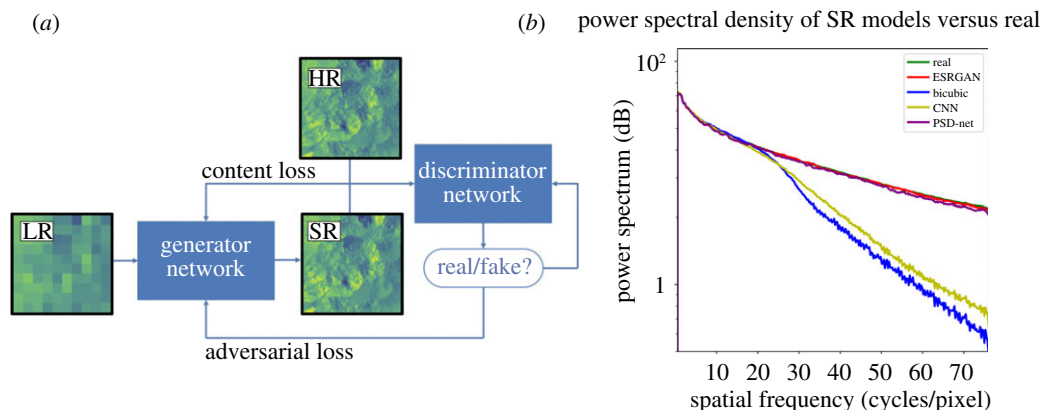 (a)
HR
content loss
discriminator
network
LR
generator
network
SR
real/fake?
adversarial loss
(b)
power spectral density of SR models versus real
10²
real
ESRGAN
bicubic
CNN
PSD-net
power spectrum (dB)
1
10 20 30 40 50 60 70
spatial frequency (cycles/pixel)